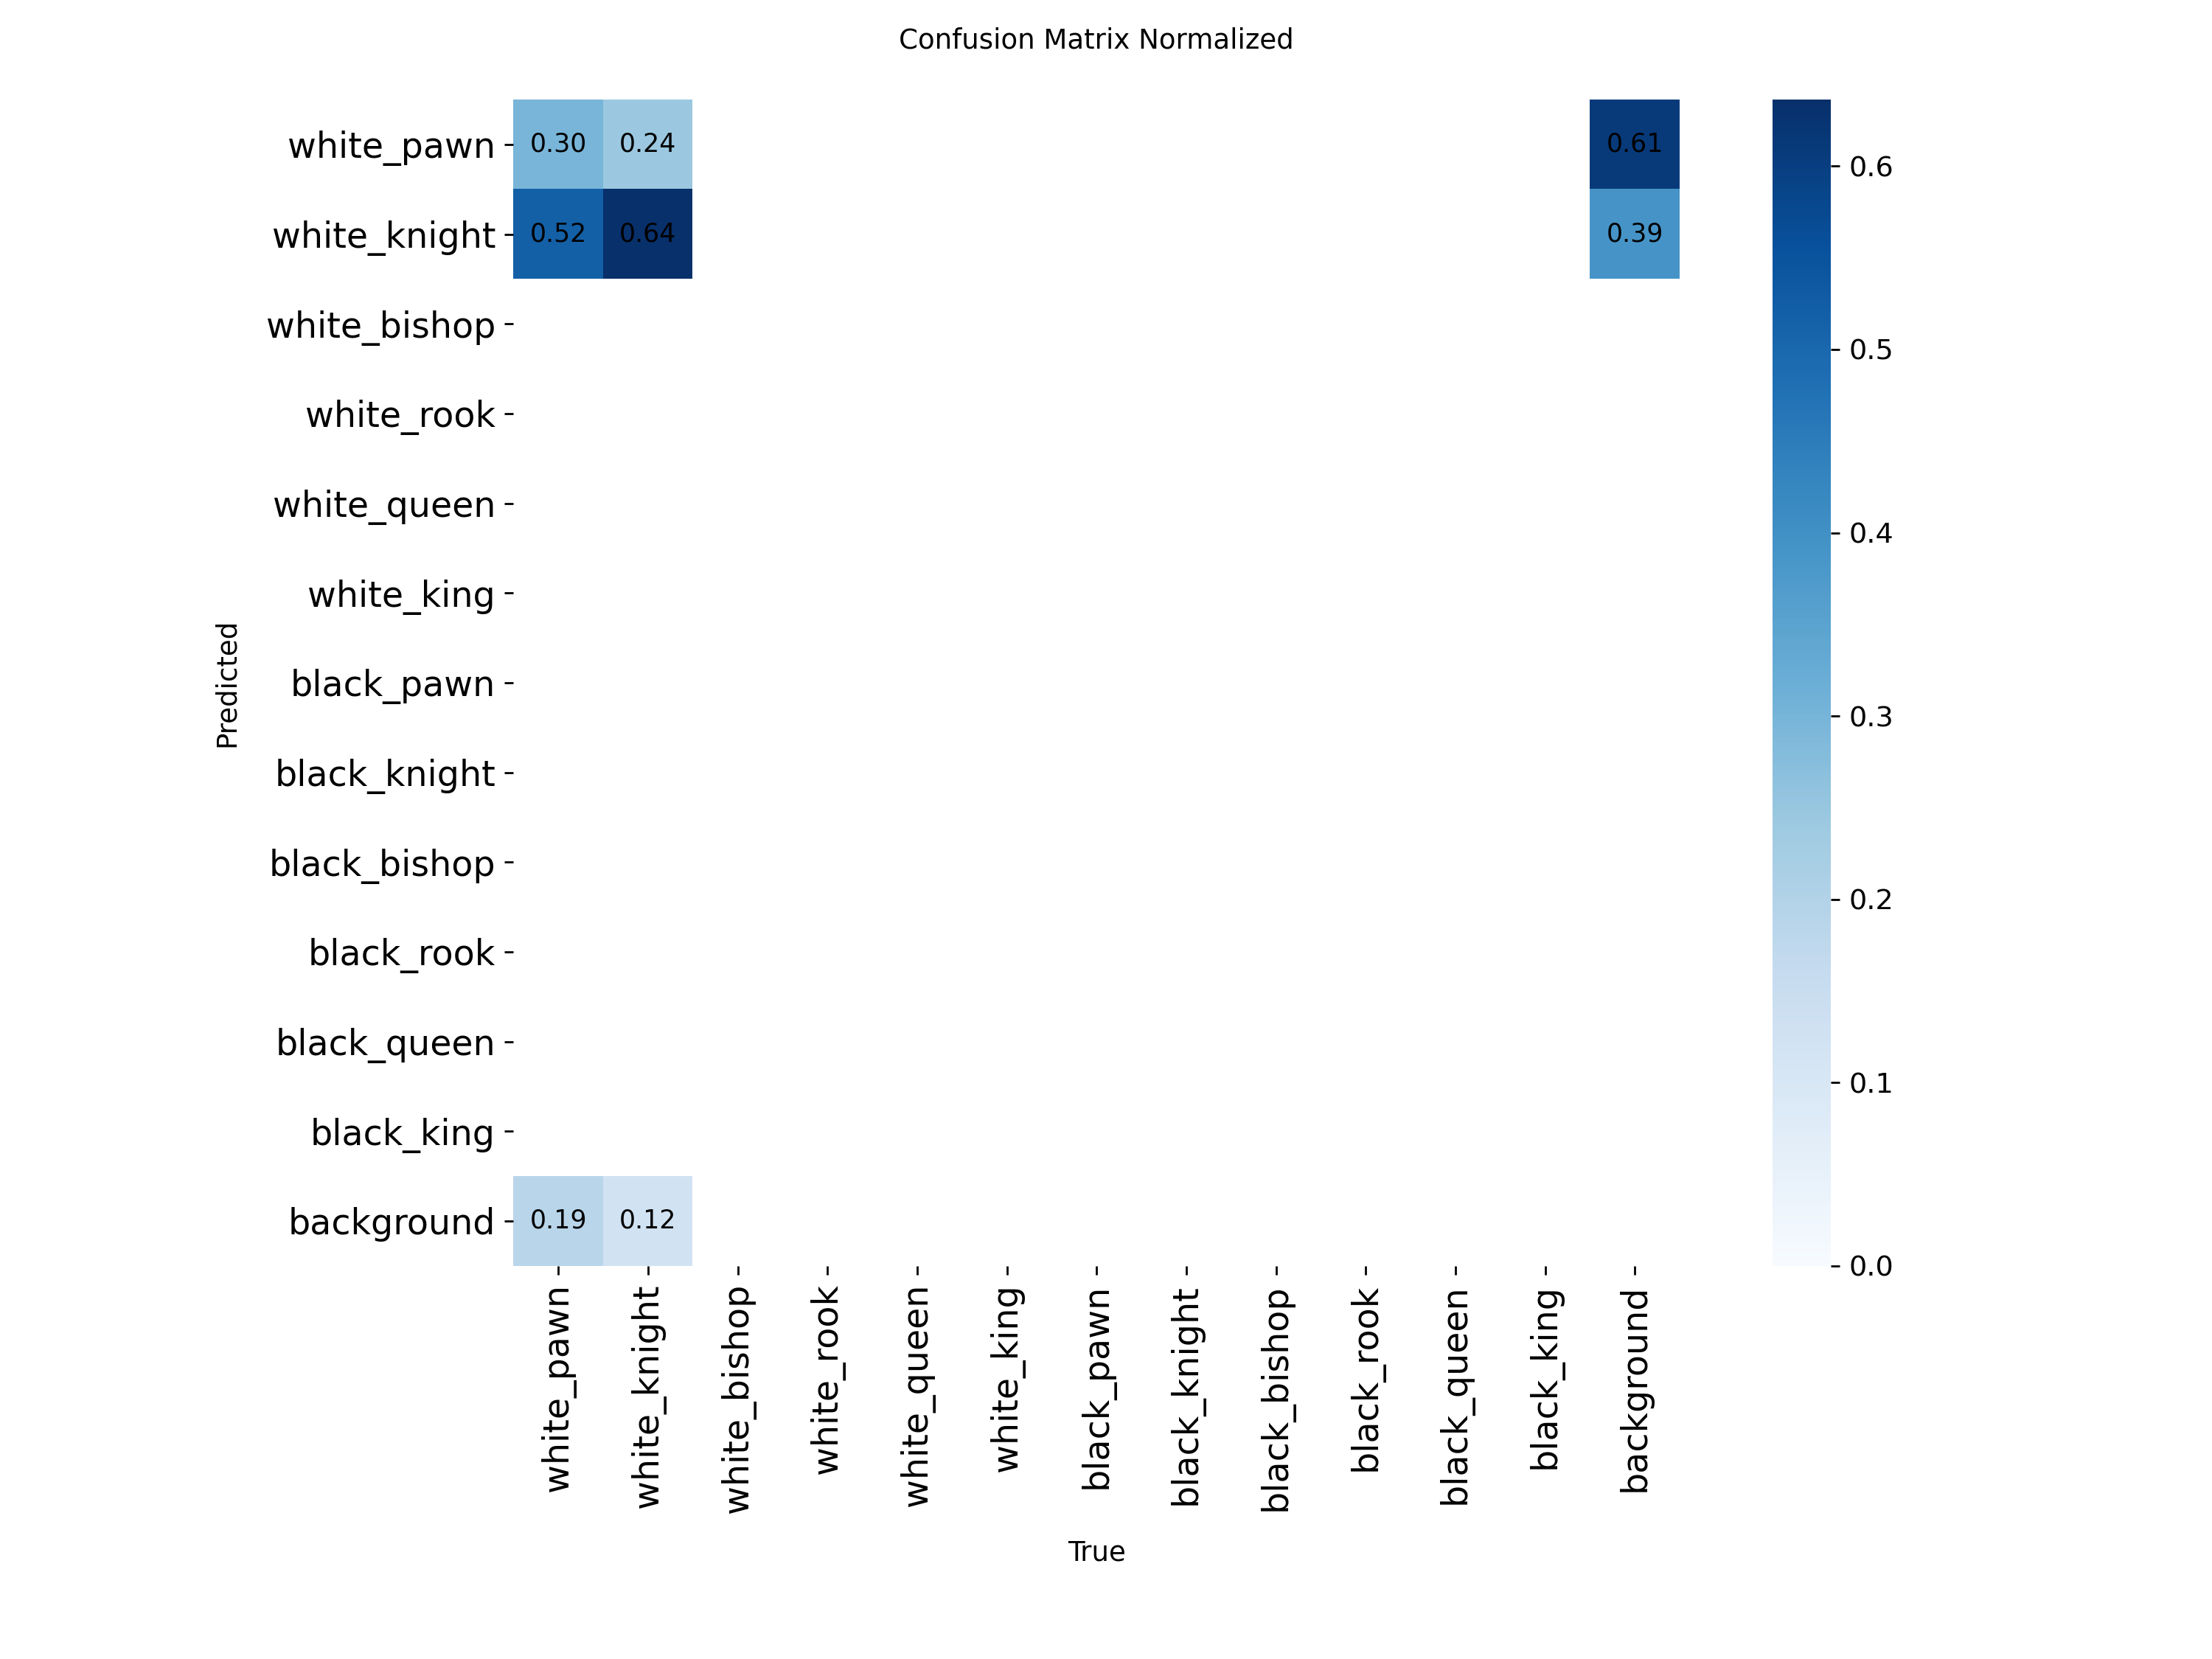 Confusion Matrix Normalized
white_pawn 0.30 0.24 0.61
white_knight 0.52 0.64 0.39
white_bishop
white_rook
white_queen
white_king
black_pawn
black_knight
black_bishop
black_rook
black_queen
black_king
background 0.19 0.12
Predicted
white_pawn
white_knight
white_bishop
white_rook
white_queen
white_king
black_pawn
black_knight
black_bishop
black_rook
black_queen
black_king
background
True
0.6
0.5
0.4
0.3
0.2
0.1
0.0